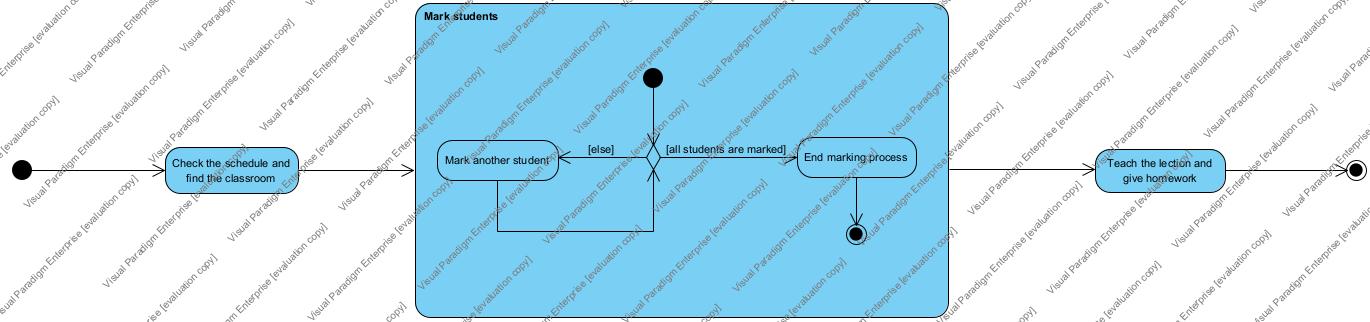 Mark students
Check the schedule and
find the classroom
Mark another student
[else]
[all students are marked]
End marking process
Teach the lection and
give homework
Visual Paradigm Enterprise [evaluation copy]